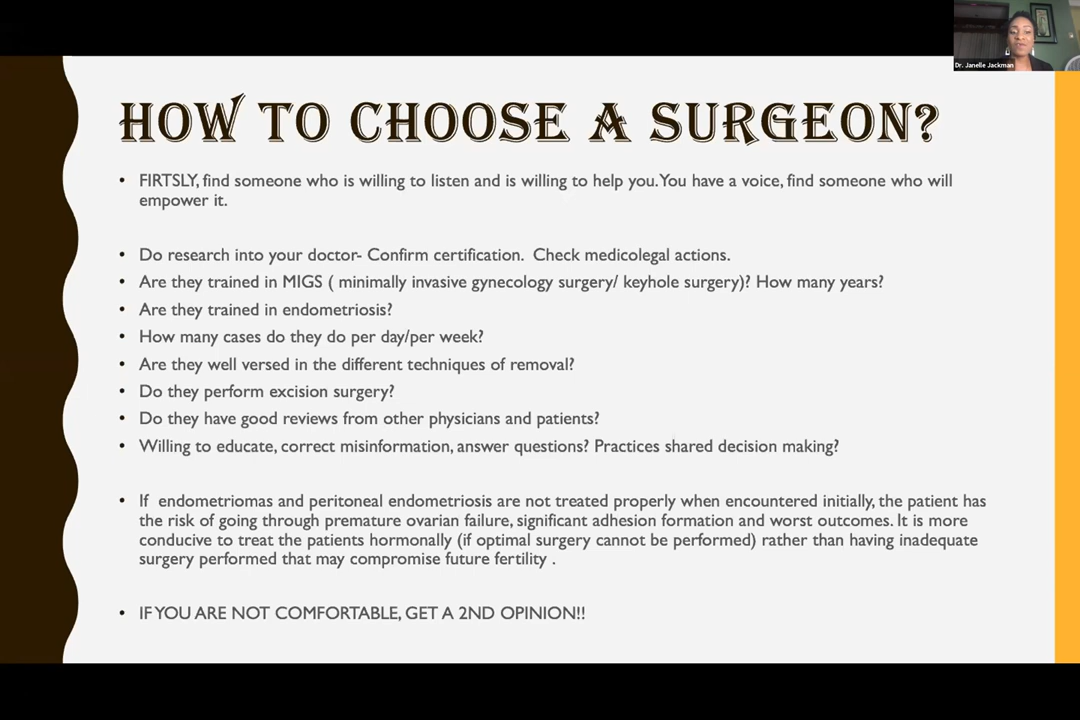 Dr. Janelle Jackman
HOW TO CHOOSE A SURGEON?
• FIRTSLY, find someone who is willing to listen and is willing to help you. You have a voice, find someone who will
empower it.
• Do research into your doctor- Confirm certification. Check medicolegal actions.
• Are they trained in MIGS ( minimally invasive gynecology surgery/ keyhole surgery)? How many years?
• Are they trained in endometriosis?
• How many cases do they do per day/per week?
• Are they well versed in the different techniques of removal?
• Do they perform excision surgery?
• Do they have good reviews from other physicians and patients?
• Willing to educate, correct misinformation, answer questions? Practices shared decision making?
• If endometriomas and peritoneal endometriosis are not treated properly when encountered initially, the patient has
the risk of going through premature ovarian failure, significant adhesion formation and worst outcomes. It is more
conducive to treat the patients hormonally (if optimal surgery cannot be performed) rather than having inadequate
surgery performed that may compromise future fertility .
• IF YOU ARE NOT COMFORTABLE, GET A 2ND OPINION!!